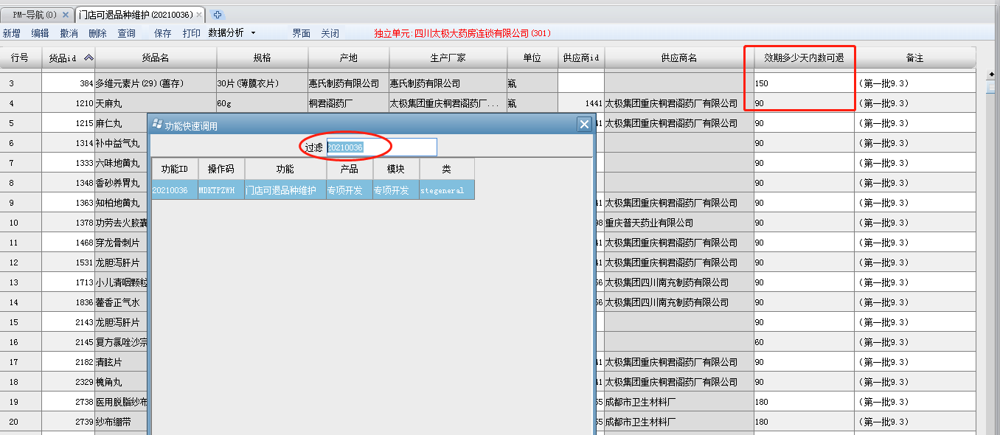 PM-导航(0) 门店可退品种维护(20210036)
新增 编辑 撤消 删除 查询 保存 打印 数据分析 界面 关闭 独立单元:四川太极大药房连锁有限公司(301)
行号 货品id 货品名 规格 产地 生产厂家 单位 供应商id 供应商名 效期多少天内数可退 备注
3 384 多维元素片(29)(善存) 30片(薄膜衣片) 惠氏制药有限公司 惠氏制药有限公司 瓶 150 (第一批9.3)
4 1210 天麻丸 60g 桐君阁药厂 太极集团重庆桐君阁药厂... 瓶 1441 太极集团重庆桐君阁药厂有限公司 90 (第一批9.3)
5 1215 麻仁丸 41 太极集团重庆桐君阁药厂有限公司 90 (第一批9.3)
6 1314 补中益气丸 90 (第一批9.3)
7 1333 六味地黄丸 90 (第一批9.3)
8 1348 香砂养胃丸 90 (第一批9.3)
9 1363 知柏地黄丸 41 太极集团重庆桐君阁药厂有限公司 90 (第一批9.3)
10 1378 功劳去火胶囊 98 重庆普天药业有限公司 90 (第一批9.3)
11 1468 穿龙骨刺片 41 太极集团重庆桐君阁药厂有限公司 90 (第一批9.3)
12 1531 龙胆泻肝片 41 太极集团重庆桐君阁药厂有限公司 90 (第一批9.3)
13 1713 小儿清咽颗粒 56 太极集团四川南充制药有限公司 90 (第一批9.3)
14 1836 藿香正气水 56 太极集团四川南充制药有限公司 90 (第一批9.3)
15 2143 龙胆泻肝片 90 (第一批9.3)
16 2145 复方氯唑沙宗 60 (第一批9.3)
17 2182 清眩片 41 太极集团重庆桐君阁药厂有限公司 90 (第一批9.3)
18 2329 槐角丸 41 太极集团重庆桐君阁药厂有限公司 90 (第一批9.3)
19 2738 医用脱脂纱布 55 成都市卫生材料厂 180 (第一批9.3)
20 2739 纱布绷带 55 成都市卫生材料厂 180 (第一批9.3)
功能快速调用
过滤 20210036
功能ID 操作码 功能 产品 模块 类
20210036 MDKTPZWH 门店可退品种维护 专项开发 专项开发 stegeneral